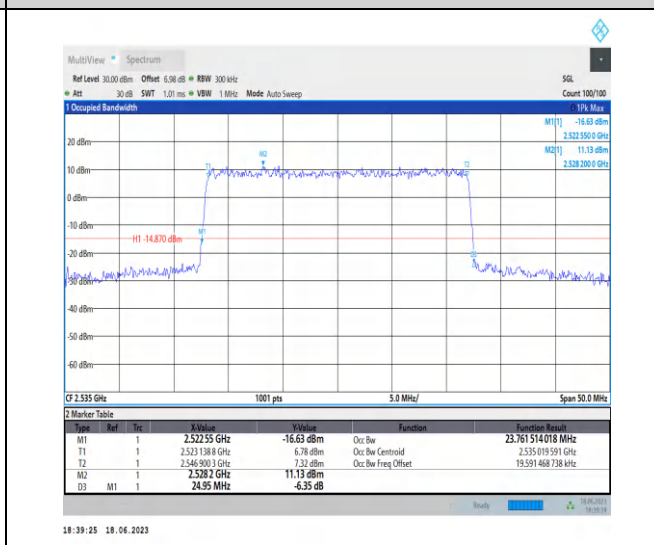 MultiView Spectrum
Ref Level 30.00 dBm Offset 6.98 dB RBW 300 kHz SGL
Att 30 dB SWT 1.01 ms VBW 1 MHz Mode Auto Sweep Count 100/100
1 Occupied Bandwidth 1Pk Max
M1[1] -16.63 dBm
2.522 550 0 GHz
M2[1] 11.13 dBm
2.528 200 0 GHz
20 dBm
M2
T1 T2
10 dBm
0 dBm
-10 dBm
M1
H1 -14.870 dBm
-20 dBm
-30 dBm
-40 dBm
-50 dBm
-60 dBm
CF 2.535 GHz 1001 pts 5.0 MHz/ Span 50.0 MHz
2 Marker Table
Type Ref Trc X-Value Y-Value Function Function Result
M1 1 2.522 55 GHz -16.63 dBm Occ Bw 23.761 514 018 MHz
T1 1 2.523 138 8 GHz 6.78 dBm Occ Bw Centroid 2.535 019 591 GHz
T2 1 2.546 900 3 GHz 7.32 dBm Occ Bw Freq Offset 19.591 468 738 kHz
M2 1 2.528 2 GHz 11.13 dBm
D3 M1 1 24.95 MHz -6.35 dB
Ready 18.06.2023
18:39:24
18:39:25 18.06.2023